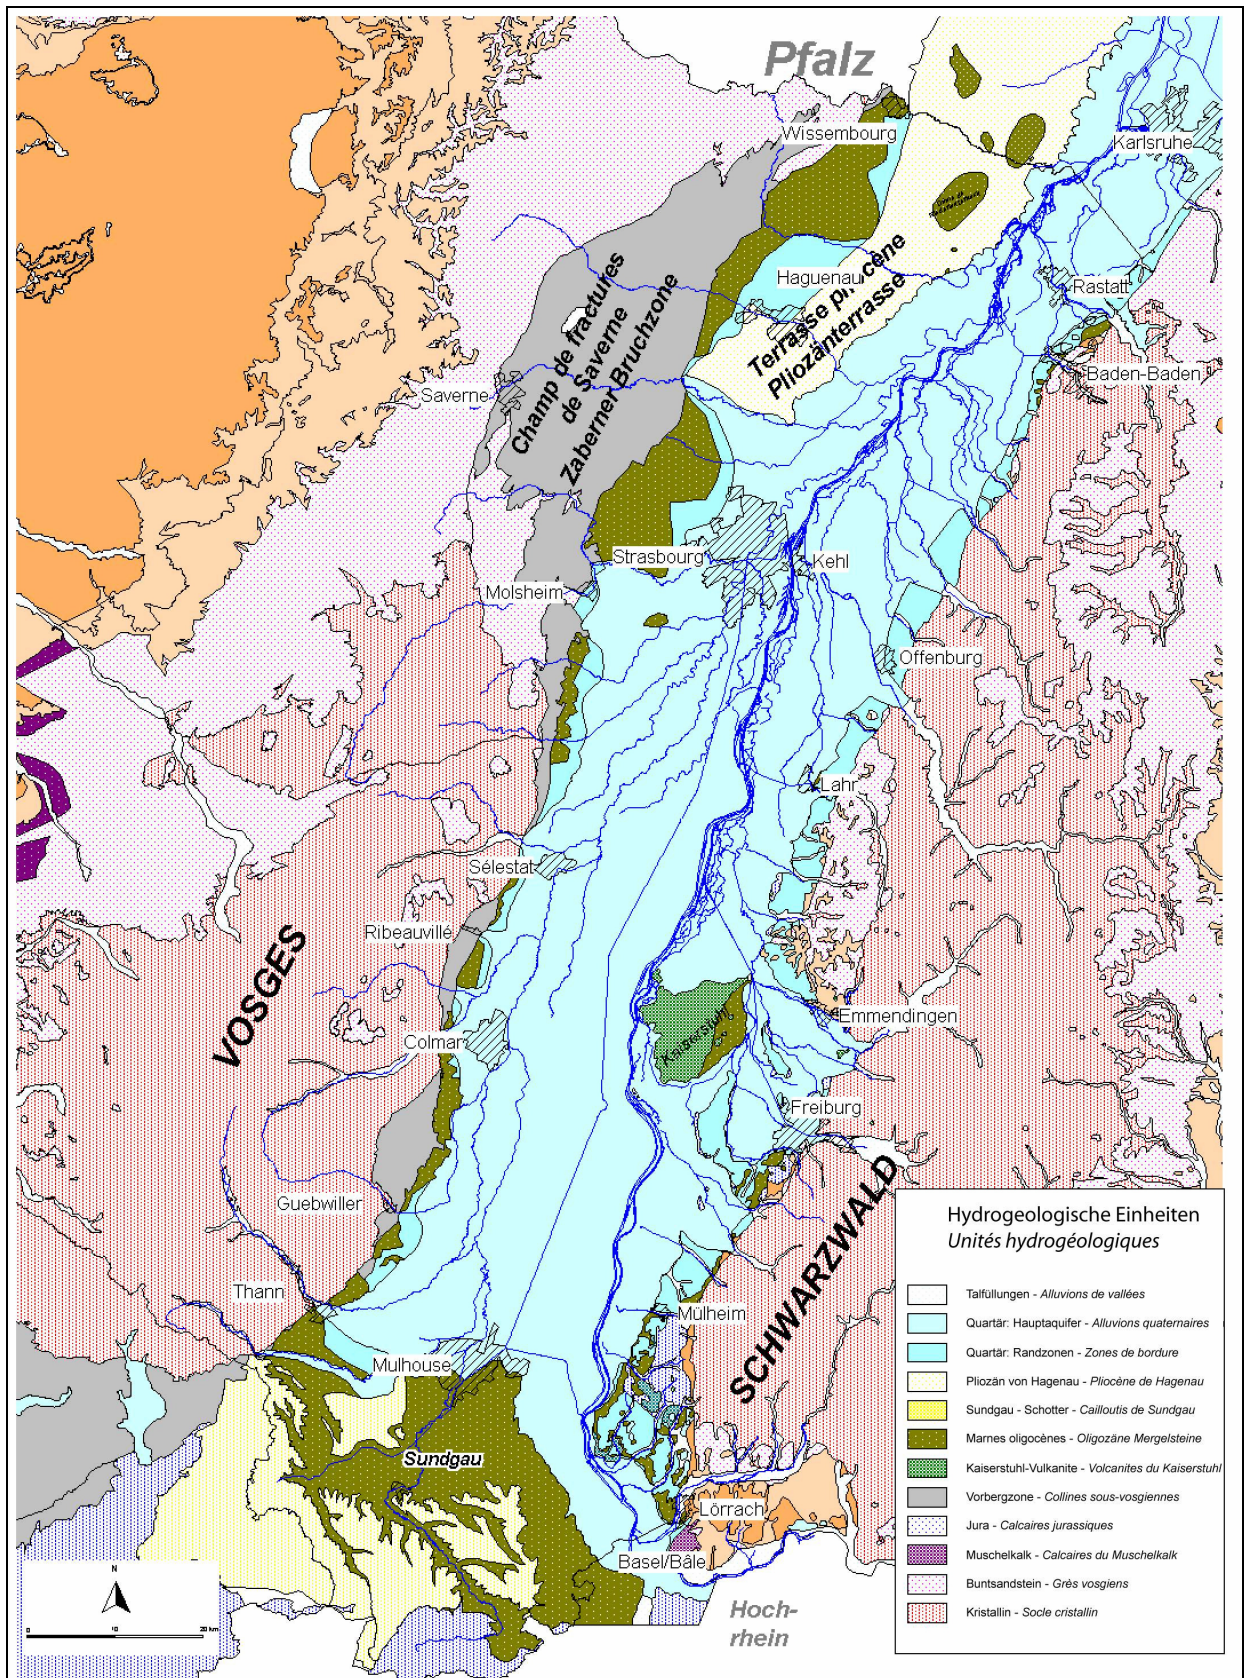 Pfalz
Wissembourg
Karlsruhe
Haguenau
Terrasse pliocène
Pliozänterrasse
Rastatt
Baden-Baden
Saverne
Champ de fractures
de Saverne
Zaberner Bruchzone
Strasbourg
Kehl
Molsheim
Offenburg
Lahr
Sélestat
Ribeauvillé
VOSGES
Kaiserstuhl
Emmendingen
Colmar
Freiburg
Guebwiller
SCHWARZWALD
Thann
Mülheim
Mulhouse
Sundgau
Lörrach
Basel/Bâle
Hoch-
rhein
N
0 10 20 km
Hydrogeologische Einheiten
Unités hydrogéologiques
Talfüllungen - Alluvions de vallées
Quartär: Hauptaquifer - Alluvions quaternaires
Quartär: Randzonen - Zones de bordure
Pliozän von Hagenau - Pliocène de Hagenau
Sundgau - Schotter - Cailloutis de Sundgau
Marnes oligocènes - Oligozäne Mergelsteine
Kaiserstuhl-Vulkanite - Volcanites du Kaiserstuhl
Vorbergzone - Collines sous-vosgiennes
Jura - Calcaires jurassiques
Muschelkalk - Calcaires du Muschelkalk
Buntsandstein - Grès vosgiens
Kristallin - Socle cristallin